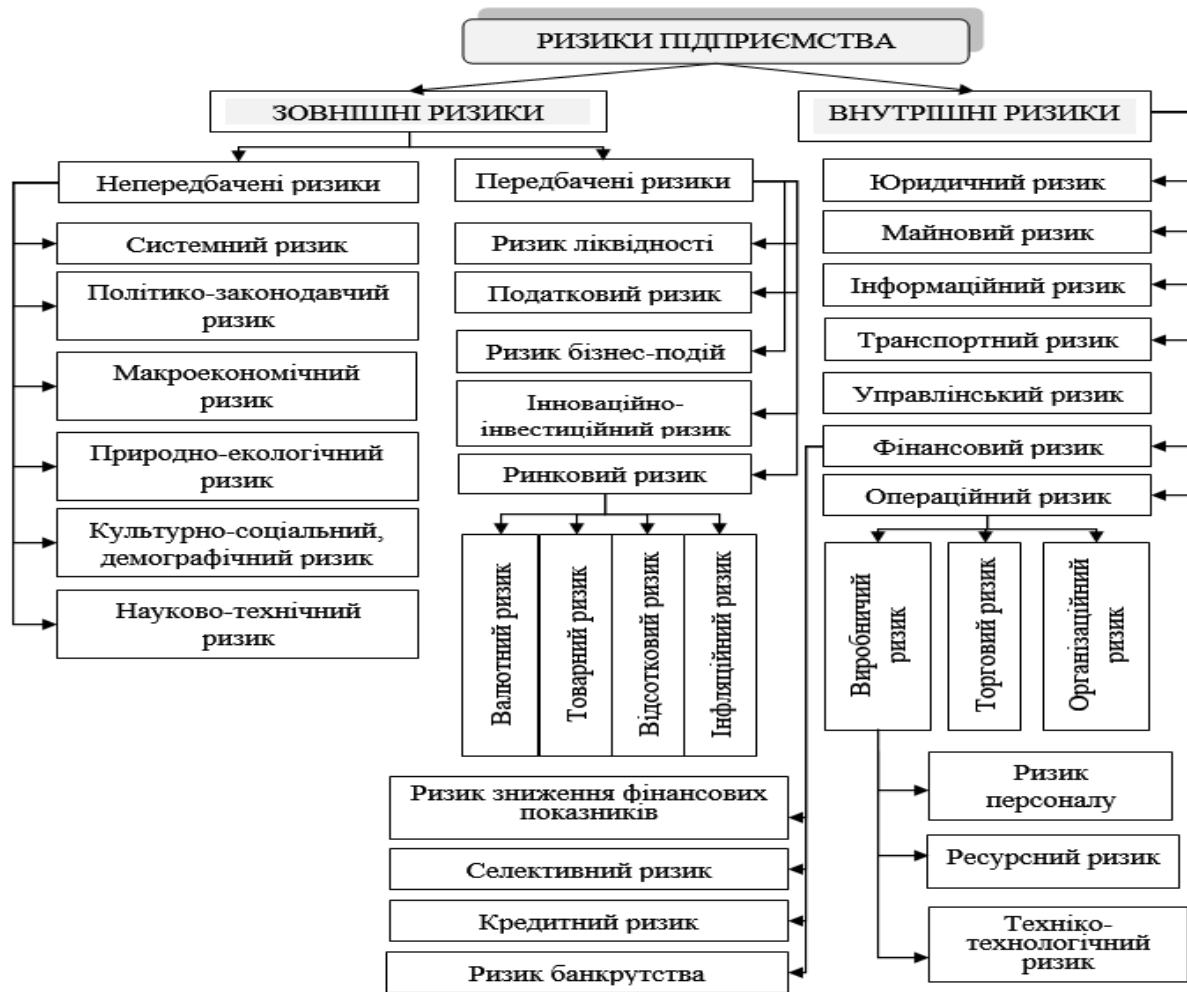 РИЗИКИ ПІДПРИЄМСТВА
ЗОВНІШНІ РИЗИКИ
ВНУТРІШНІ РИЗИКИ
Непередбачені ризики
Системний ризик
Політико-законодавчий
ризик
Макроекономічний
ризик
Природно-екологічний
ризик
Культурно-соціальний,
демографічний ризик
Науково-технічний
ризик
Передбачені ризики
Ризик ліквідності
Податковий ризик
Ризик бізнес-подій
Інноваційно-
інвестиційний ризик
Ринковий ризик
Валютний ризик
Товарний ризик
Відсотковий ризик
Інфляційний ризик
Юридичний ризик
Майновий ризик
Інформаційний ризик
Транспортний ризик
Управлінський ризик
Фінансовий ризик
Операційний ризик
Виробничий
ризик
Торговий ризик
Організаційний
ризик
Ризик зниження фінансових
показників
Селективний ризик
Кредитний ризик
Ризик банкрутства
Ризик
персоналу
Ресурсний ризик
Техніко-
технологічний
ризик